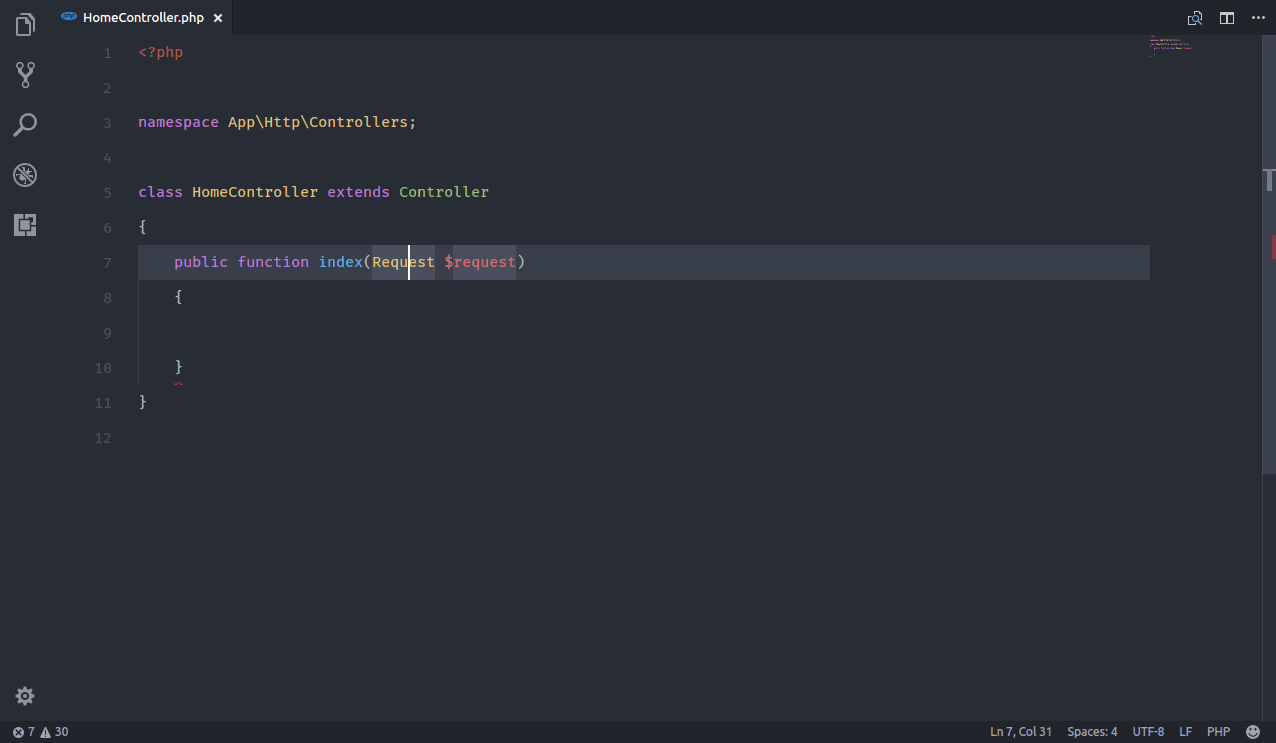 php HomeController.php ×
1 <?php
2
3 namespace App\Http\Controllers;
4
5 class HomeController extends Controller
6 {
7     public function index(Request $request)
8     {
9
10     }
11 }
12
7 30 Ln 7, Col 31 Spaces: 4 UTF-8 LF PHP